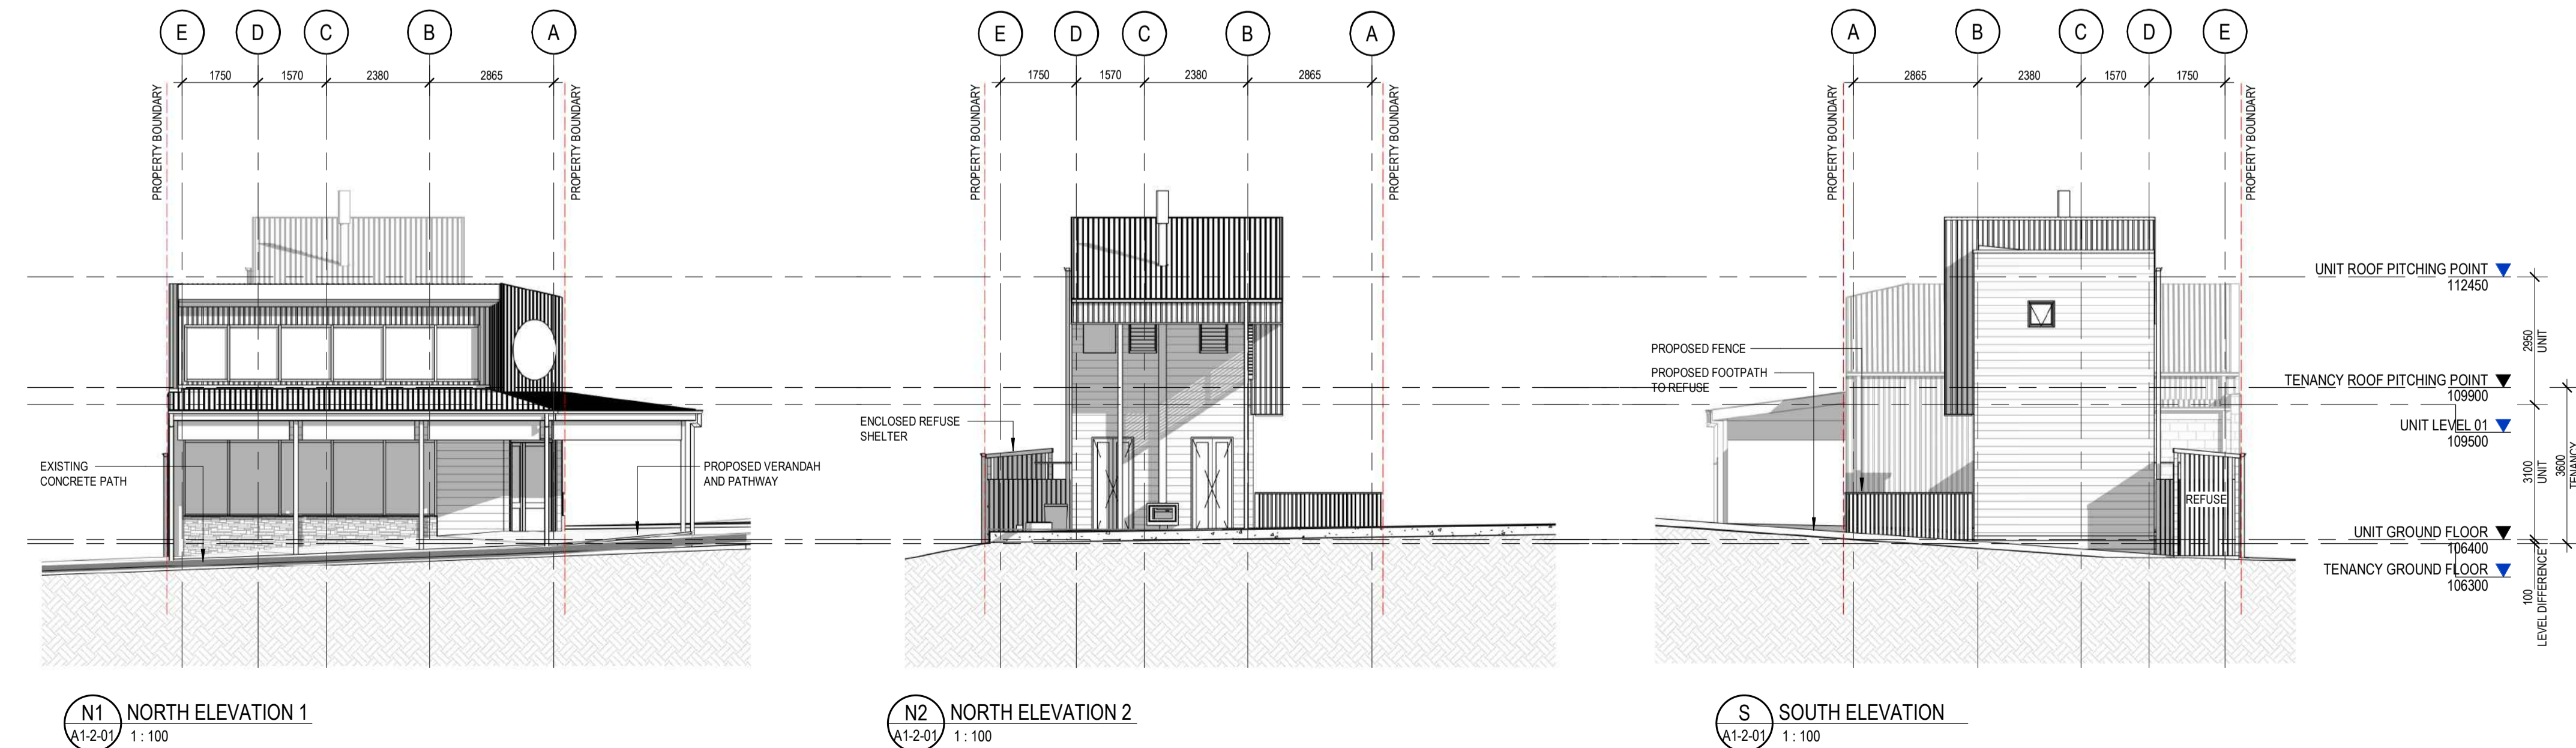 E D C B A
1750 1570 2380 2865
PROPERTY BOUNDARY
PROPERTY BOUNDARY
EXISTING
CONCRETE PATH
PROPOSED VERANDAH
AND PATHWAY
N1
A1-2-01
NORTH ELEVATION 1
1 : 100
E D C B A
1750 1570 2380 2865
PROPERTY BOUNDARY
PROPERTY BOUNDARY
ENCLOSED REFUSE
SHELTER
N2
A1-2-01
NORTH ELEVATION 2
1 : 100
A B C D E
2865 2380 1570 1750
PROPERTY BOUNDARY
PROPERTY BOUNDARY
PROPOSED FENCE
PROPOSED FOOTPATH
TO REFUSE
REFUSE
UNIT ROOF PITCHING POINT
112450
TENANCY ROOF PITCHING POINT
109900
UNIT LEVEL 01
109500
UNIT GROUND FLOOR
106400
TENANCY GROUND FLOOR
106300
2950
UNIT
3100
UNIT
3600
TENANCY
100
LEVEL DIFFERENCE
S
A1-2-01
SOUTH ELEVATION
1 : 100